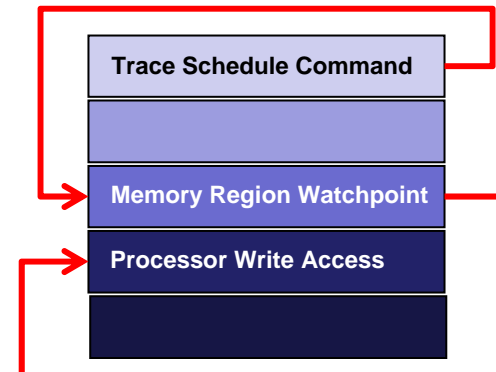 Trace Schedule Command
Memory Region Watchpoint
Processor Write Access